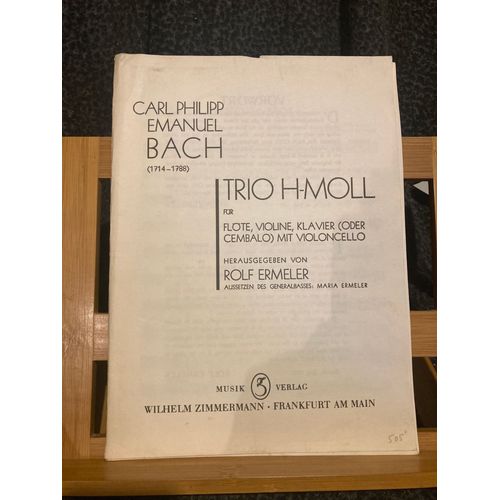 CARL PHILIPP
EMANUEL
BACH
(1714–1788)
TRIO H-MOLL
FÜR
FLÖTE, VIOLINE, KLAVIER (ODER
CEMBALO) MIT VIOLONCELLO
HERAUSGEGEBEN VON
ROLF ERMELER
AUSSETZEN DES GENERALBASSES: MARIA ERMELER
MUSIK VERLAG
WILHELM ZIMMERMANN · FRANKFURT AM MAIN
505